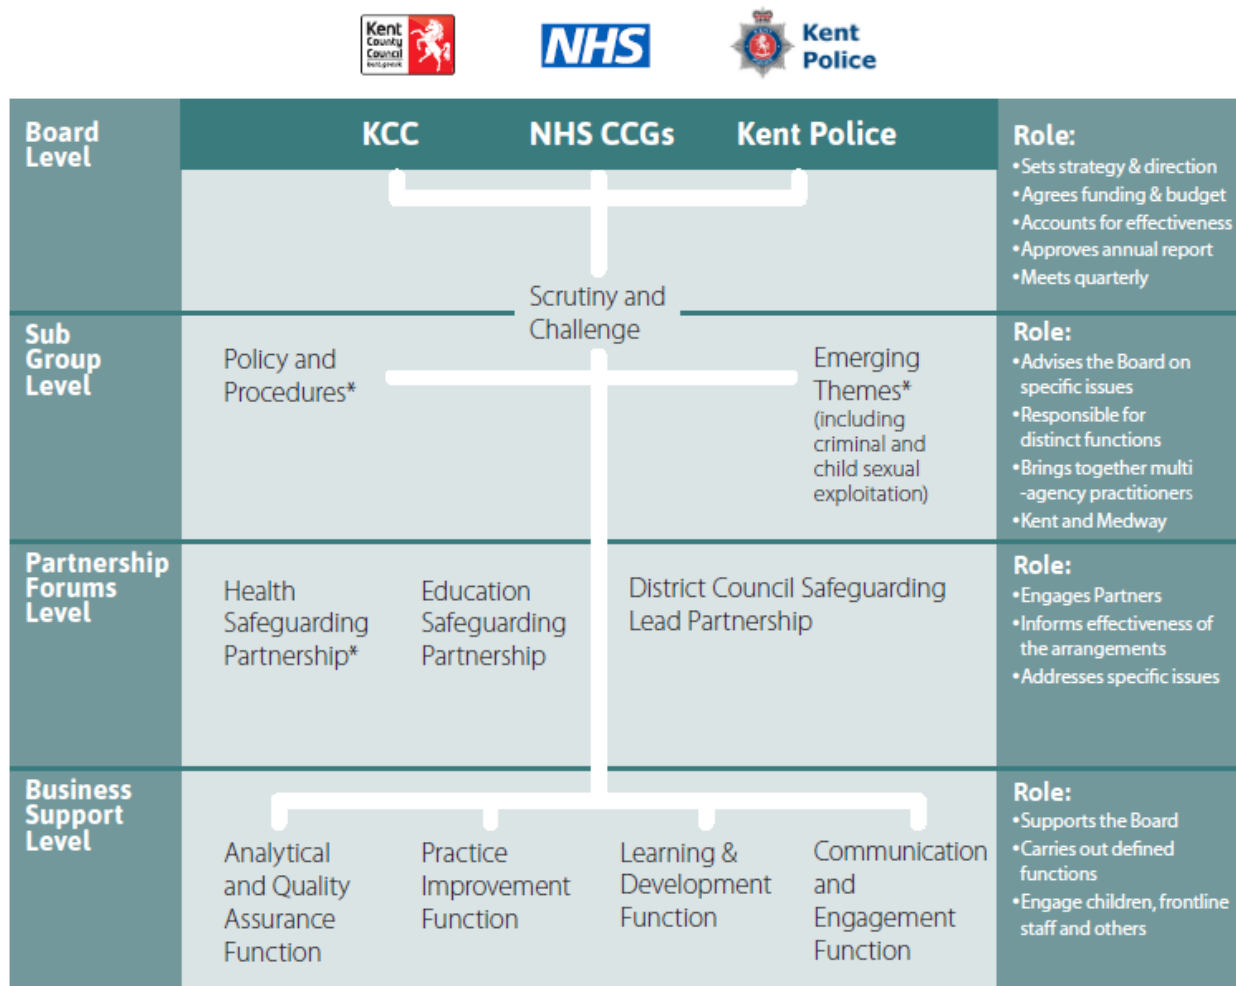 Kent
County
Council
kent.gov.uk
NHS
Kent
Police
Board
Level
KCC
NHS CCGs
Kent Police
Role:
•Sets strategy & direction
•Agrees funding & budget
•Accounts for effectiveness
•Approves annual report
•Meets quarterly
Scrutiny and
Challenge
Sub
Group
Level
Policy and
Procedures*
Emerging
Themes*
(including
criminal and
child sexual
exploitation)
Role:
•Advises the Board on
specific issues
•Responsible for
distinct functions
•Brings together multi
-agency practitioners
•Kent and Medway
Partnership
Forums
Level
Health
Safeguarding
Partnership*
Education
Safeguarding
Partnership
District Council Safeguarding
Lead Partnership
Role:
•Engages Partners
•Informs effectiveness of
the arrangements
•Addresses specific issues
Business
Support
Level
Analytical
and Quality
Assurance
Function
Practice
Improvement
Function
Learning &
Development
Function
Communication
and
Engagement
Function
Role:
•Supports the Board
•Carries out defined
functions
•Engage children, frontline
staff and others